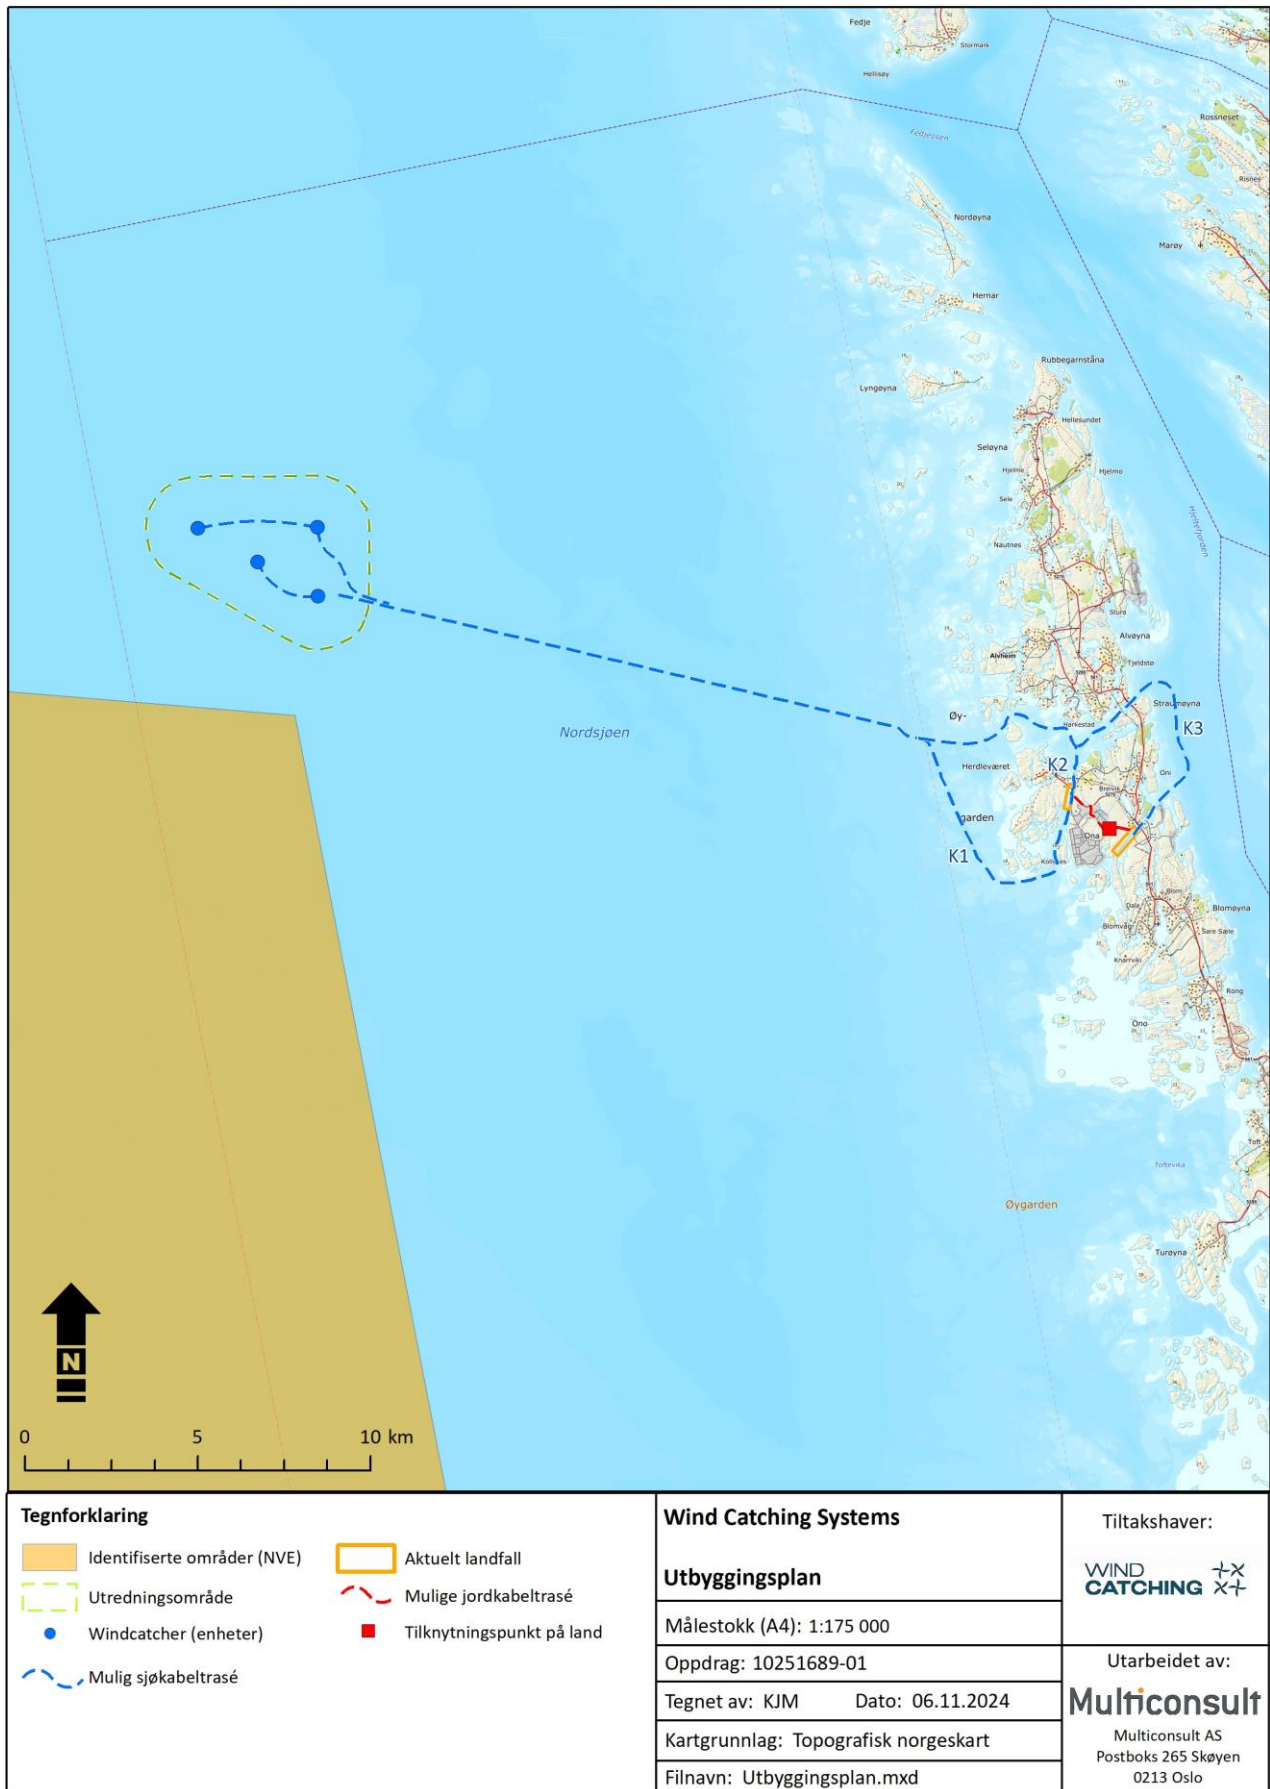 Fedje
Stormark
Hellisøy
Fedjeosen
Rossneset
Risnes
Marøy
Nordøyna
Hernar
Rubbegarnståna
Lyngøyna
Hellesundet
Seløyna
Hjelme
Hjelmo
Sele
Hjeltefjorden
Nautnes
Stura
Alvøyna
Alvheim
Tjeldstø
Straumøyna
Øy-
Harkestad
K3
Nordsjøen
Herdleværet
K2
Oni
Breivik
garden
Ona
K1
Kollsnes
Blom
Dale
Blomøyna
Blomvåg
Søre Sæle
Knarrvika
Rong
Ono
Toft
Toftevika
Øygarden
Turøyna
N
0 5 10 km
Tegnforklaring
Identifiserte områder (NVE)
Utredningsområde
Windcatcher (enheter)
Mulig sjøkabeltrasé
Aktuelt landfall
Mulige jordkabeltrasé
Tilknytningspunkt på land
Wind Catching Systems
Utbyggingsplan
Målestokk (A4): 1:175 000
Oppdrag: 10251689-01
Tegnet av: KJM Dato: 06.11.2024
Kartgrunnlag: Topografisk norgeskart
Filnavn: Utbyggingsplan.mxd
Tiltakshaver:
WIND
CATCHING
Utarbeidet av:
Multiconsult
Multiconsult AS
Postboks 265 Skøyen
0213 Oslo